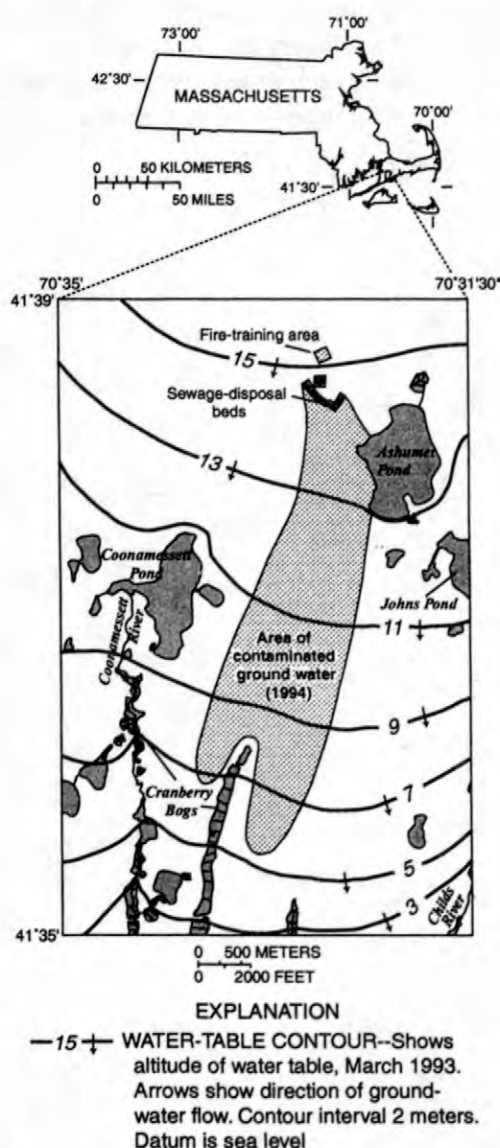 73°00'
71°00'
42°30'
MASSACHUSETTS
70°00'
0 50 KILOMETERS
0 50 MILES
41°30'
70°35'
70°31'30"
41°39'
Fire-training area
15
Sewage-disposal
beds
Ashumet
Pond
13
Coonamessett
Pond
Johns Pond
Coonamessett
River
11
Area of
contaminated
ground water
(1994)
9
Cranberry
Bogs
7
5
3
Childs
River
41°35'
0 500 METERS
0 2000 FEET
EXPLANATION
15 WATER-TABLE CONTOUR--Shows
altitude of water table, March 1993.
Arrows show direction of ground-
water flow. Contour interval 2 meters.
Datum is sea level